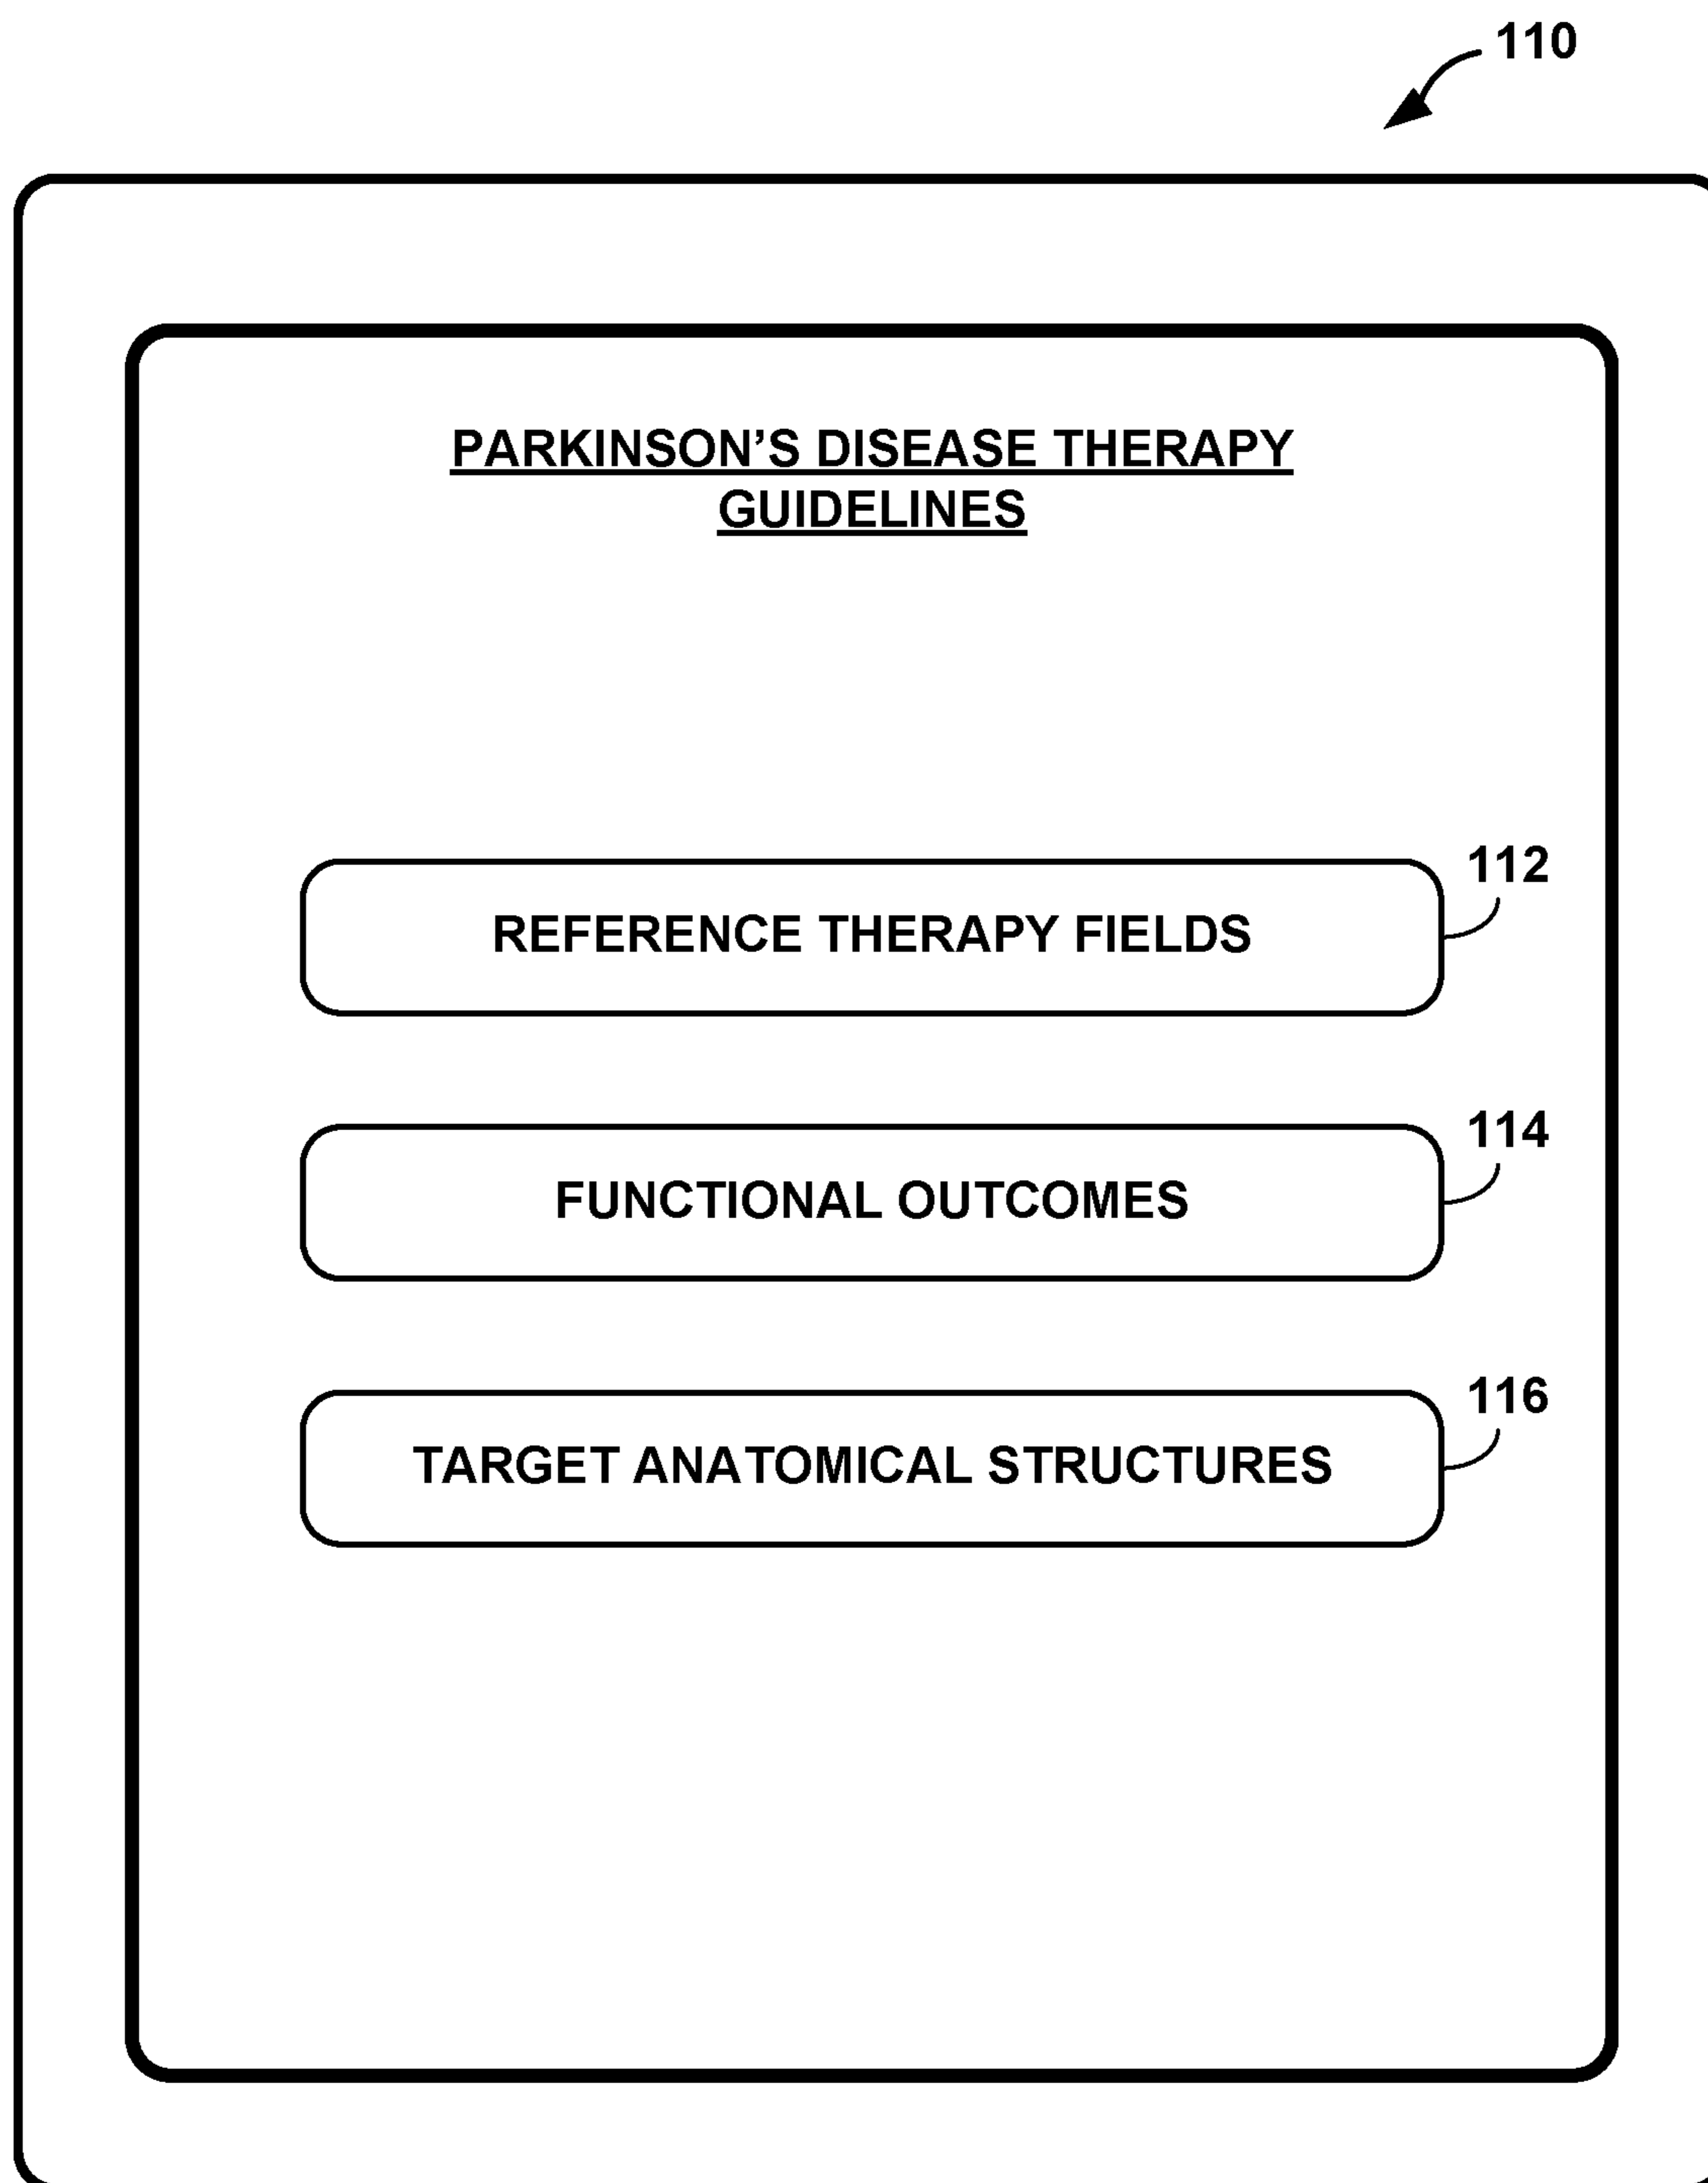 110
PARKINSON'S DISEASE THERAPY
GUIDELINES
112
REFERENCE THERAPY FIELDS
114
FUNCTIONAL OUTCOMES
116
TARGET ANATOMICAL STRUCTURES